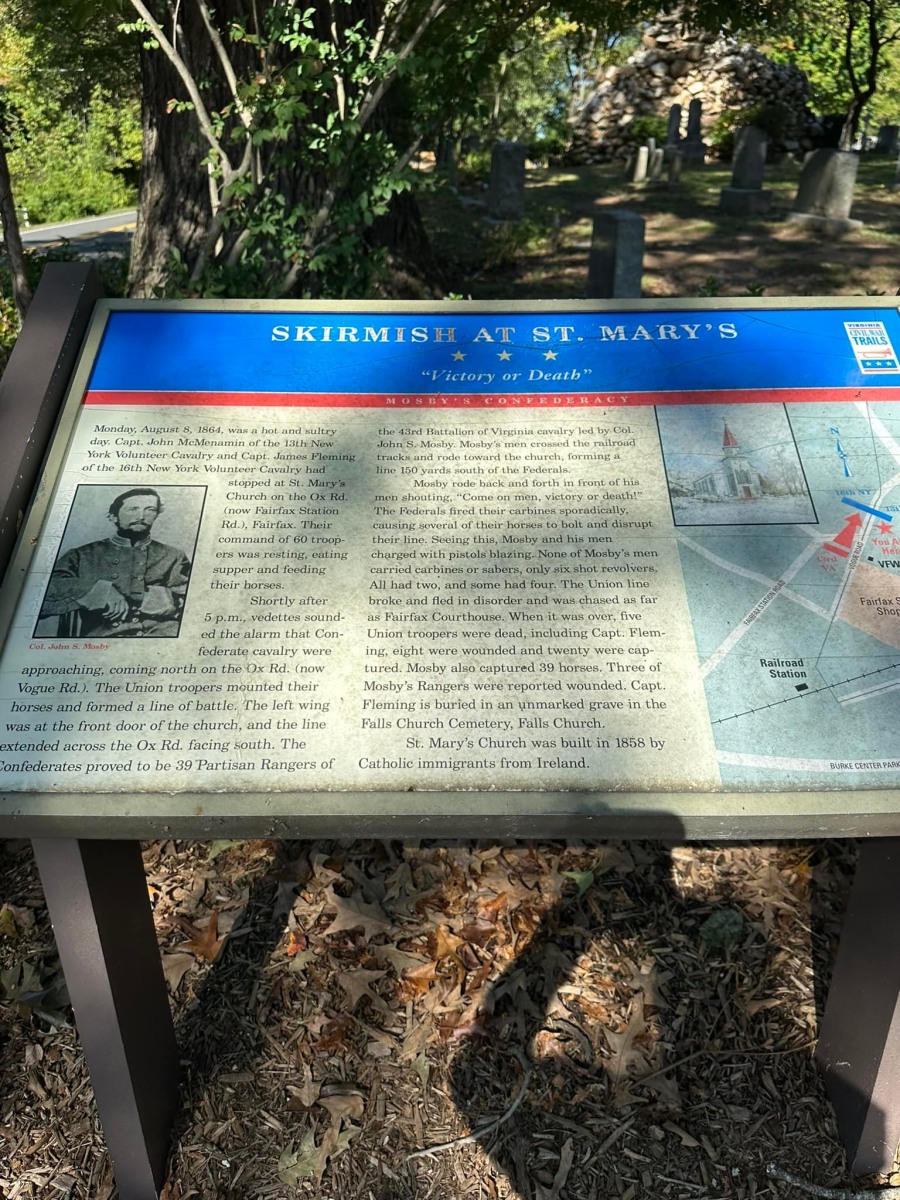 SKIRMISH AT ST. MARY'S
"Victory or Death"
VIRGINIA
CIVIL WAR
TRAILS
MOSBY'S CONFEDERACY
Monday, August 8, 1864, was a hot and sultry
day. Capt. John McMenamin of the 13th New
York Volunteer Cavalry and Capt. James Fleming
of the 16th New York Volunteer Cavalry had
stopped at St. Mary's
Church on the Ox Rd.
(now Fairfax Station
Rd.), Fairfax. Their
command of 60 troop-
ers was resting, eating
supper and feeding
their horses.
Shortly after
5 p.m., vedettes sound-
ed the alarm that Con-
federate cavalry were
Col. John S. Mosby
approaching, coming north on the Ox Rd. (now
Vogue Rd.). The Union troopers mounted their
horses and formed a line of battle. The left wing
was at the front door of the church, and the line
extended across the Ox Rd. facing south. The
Confederates proved to be 39 Partisan Rangers of
the 43rd Battalion of Virginia cavalry led by Col.
John S. Mosby. Mosby's men crossed the railroad
tracks and rode toward the church, forming a
line 150 yards south of the Federals.
Mosby rode back and forth in front of his
men shouting, "Come on men, victory or death!"
The Federals fired their carbines sporadically,
causing several of their horses to bolt and disrupt
their line. Seeing this, Mosby and his men
charged with pistols blazing. None of Mosby's men
carried carbines or sabers, only six shot revolvers.
All had two, and some had four. The Union line
broke and fled in disorder and was chased as far
as Fairfax Courthouse. When it was over, five
Union troopers were dead, including Capt. Flem-
ing, eight were wounded and twenty were cap-
tured. Mosby also captured 39 horses. Three of
Mosby's Rangers were reported wounded. Capt.
Fleming is buried in an unmarked grave in the
Falls Church Cemetery, Falls Church.
St. Mary's Church was built in 1858 by
Catholic immigrants from Ireland.
N
16th NY
13t
You A
Her
43rd
VA
VFW
VOGUE ROAD
FAIRFAX STATION ROAD
Fairfax S
Shop
Railroad
Station
BURKE CENTER PARK